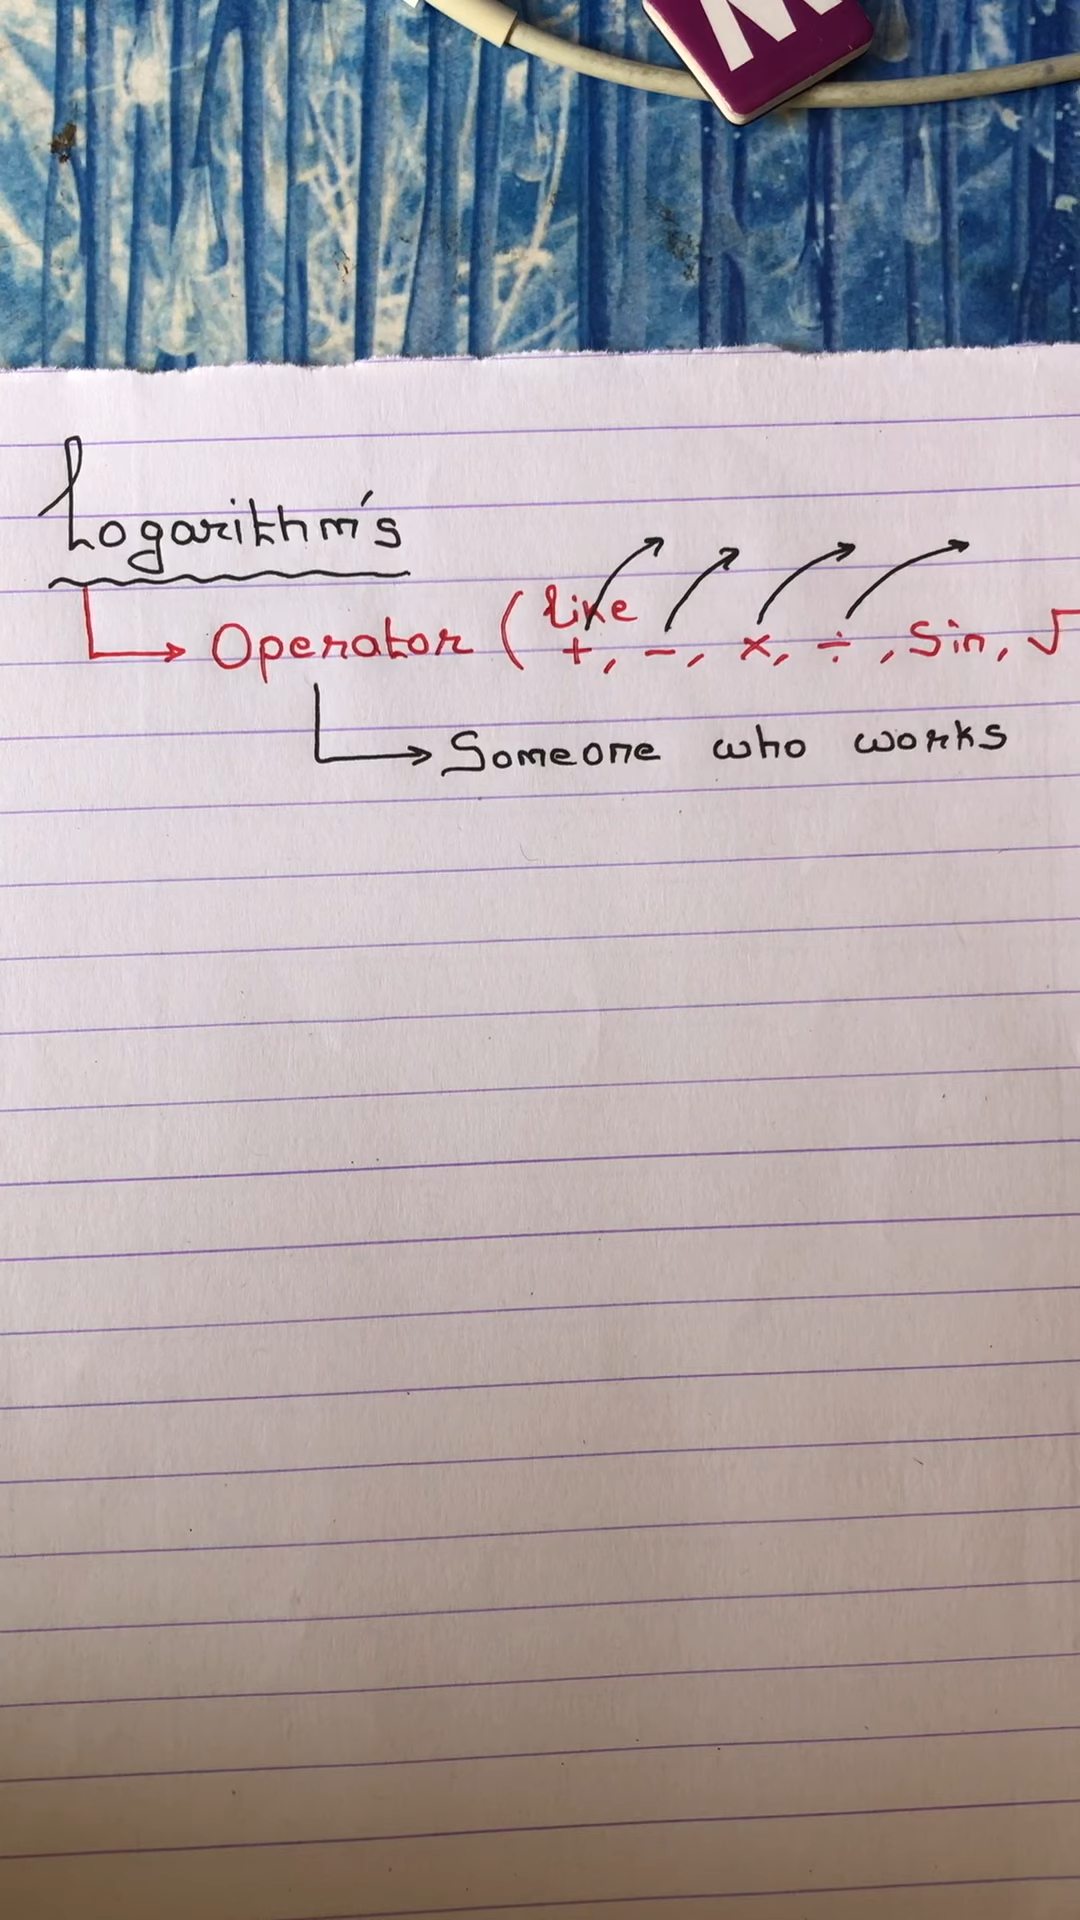 M
Logarithm's
Operator ( like
+, -, ×, ÷, Sin, √
Someone who works